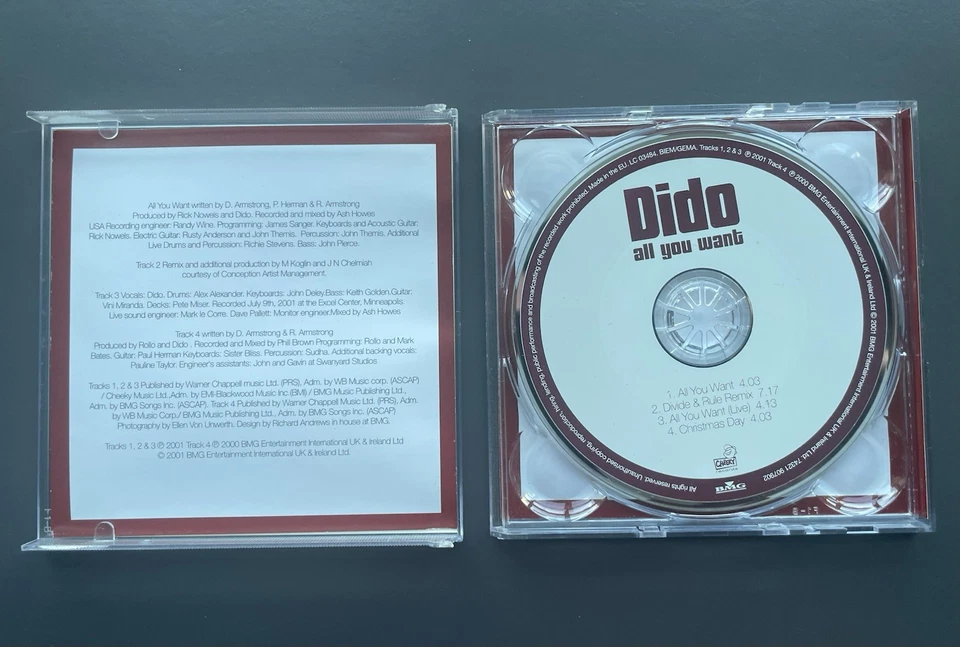 All You Want written by D. Armstrong, P. Herman & R. Armstrong
Produced by Rick Nowels and Dido. Recorded and mixed by Ash Howes
USA Recording engineer: Randy Wine. Programming: James Sanger. Keyboards and Acoustic Guitar:
Rick Nowels. Electric Guitar: Rusty Anderson and John Themis. Percussion: John Themis. Additional
Live Drums and Percussion: Richie Stevens. Bass: John Pierce.
Track 2 Remix and additional production by M Koglin and J N Chelmiah
courtesy of Conception Artist Management.
Track 3 Vocals: Dido. Drums: Alex Alexander. Keyboards: John Deley.Bass: Keith Golden.Guitar:
Vini Miranda. Decks: Pete Miser. Recorded July 9th, 2001 at the Excel Center, Minneapolis.
Live sound engineer: Mark le Corre. Dave Pallett: Monitor engineer.Mixed by Ash Howes
Track 4 written by D. Armstrong & R. Armstrong
Produced by Rollo and Dido . Recorded and Mixed by Phil Brown Programming: Rollo and Mark
Bates. Guitar: Paul Herman Keyboards: Sister Bliss. Percussion: Sudha. Additional backing vocals:
Pauline Taylor. Engineer's assistants: John and Gavin at Swanyard Studios
Tracks 1, 2 & 3 Published by Warner Chappell music Ltd. (PRS), Adm. by WB Music corp. (ASCAP)
/ Cheeky Music Ltd .Adm. by EMI-Blackwood Music Inc.(BMI) / BMG Music Publishing Ltd.,
Adm. by BMG Songs Inc. (ASCAP). Track 4 Published by Warner Chappell Music Ltd. (PRS), Adm.
by WB Music Corp./ BMG Music Publishing Ltd., Adm. by BMG Songs Inc. (ASCAP)
Photography by Ellen Von Unwerth. Design by Richard Andrews in house at BMG.
Tracks 1, 2 & 3 ℗ 2001 Track 4 ℗ 2000 BMG Entertainment International UK & Ireland Ltd
© 2001 BMG Entertainment International UK & Ireland Ltd.
Dido
all you want
1. All You Want 4.03
2. Divide & Rule Remix 7.17
3. All You Want (Live) 4.13
4. Christmas Day 4.03
CHEEKY
BMG
All rights reserved. Unauthorised copying, reproduction, hiring, lending, public performance and broadcasting of the recorded work prohibited. Made in the EU. LC 03484. BIEM/GEMA. Tracks 1, 2 & 3 ℗ 2001 Track 4 ℗ 2000 BMG Entertainment International UK & Ireland Ltd © 2001 BMG Entertainment International UK & Ireland Ltd. 74321 907902